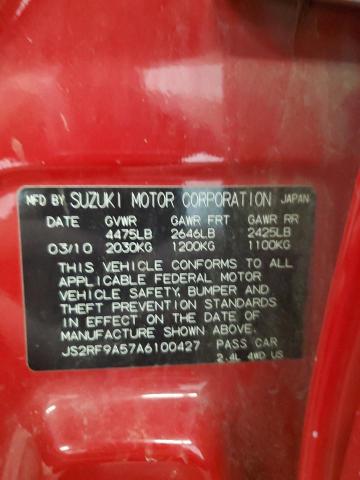 MFD BY SUZUKI MOTOR CORPORATION JAPAN
DATE GVWR GAWR FRT GAWR RR
4475LB 2646LB 2425LB
03/10 2030KG 1200KG 1100KG
THIS VEHICLE CONFORMS TO ALL
APPLICABLE FEDERAL MOTOR
VEHICLE SAFETY, BUMPER AND
THEFT PREVENTION STANDARDS
IN EFFECT ON THE DATE OF
MANUFACTURE SHOWN ABOVE.
JS2RF9A57A6100427 - PASS CAR
2.4L 4WD US